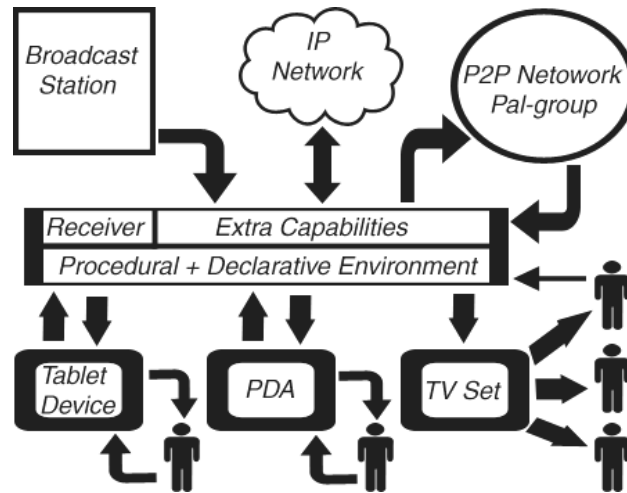 Broadcast
Station
IP
Network
P2P Netowork
Pal-group
Receiver
Extra Capabilities
Procedural + Declarative Environment
Tablet
Device
PDA
TV Set